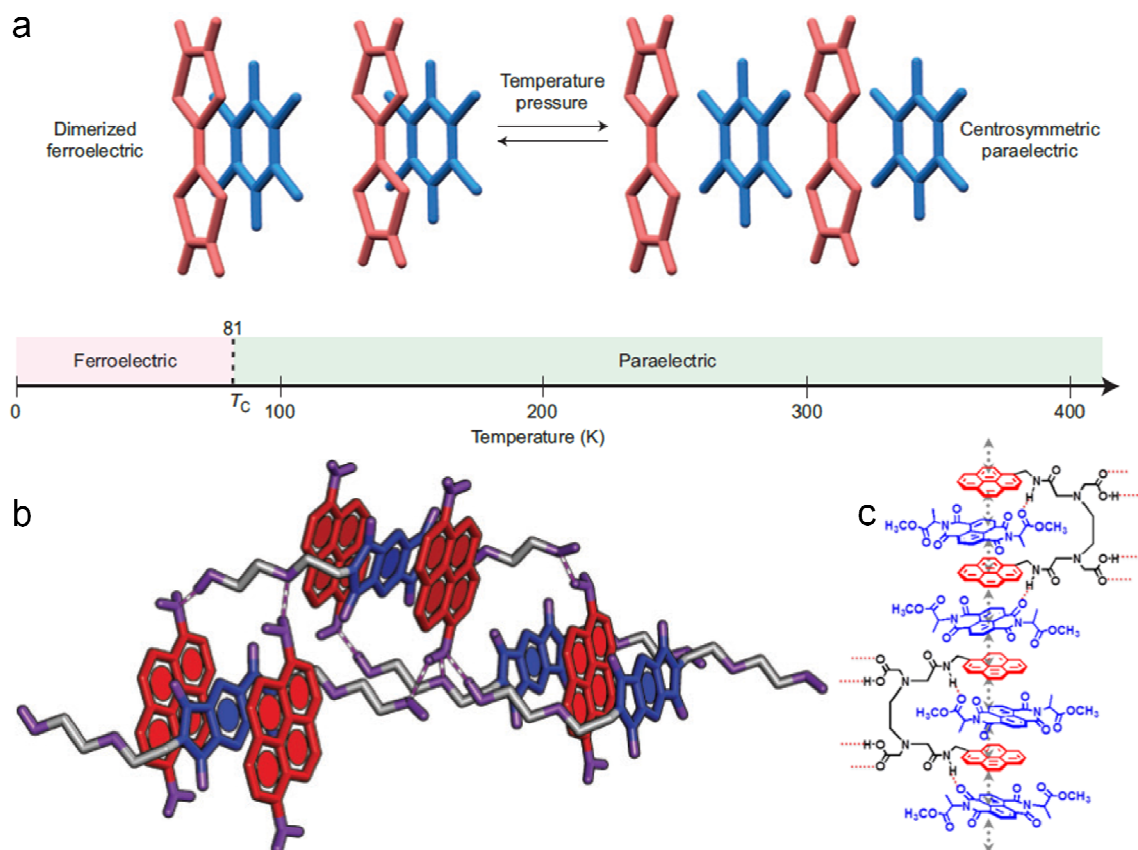 a
Temperature
pressure
Dimerized
ferroelectric
Centrosymmetric
paraelectric
81
Ferroelectric
Paraelectric
0
T_C
100
200
300
400
Temperature (K)
b
c
O
O
N
H
N
O-H
H₃CO
O
O
O
O
OCH₃
N
N
O
O
O
N
H
O
N
O-H
O
H₃CO
O
O
O
O
OCH₃
N
N
O
O
O
O
H-O
N
O
N
H
O
O
O
O
OCH₃
H₃CO
N
N
O
O
O
H-O
O
N
O
N
H
O
O
O
OCH₃
H₃CO
N
N
O
O
O